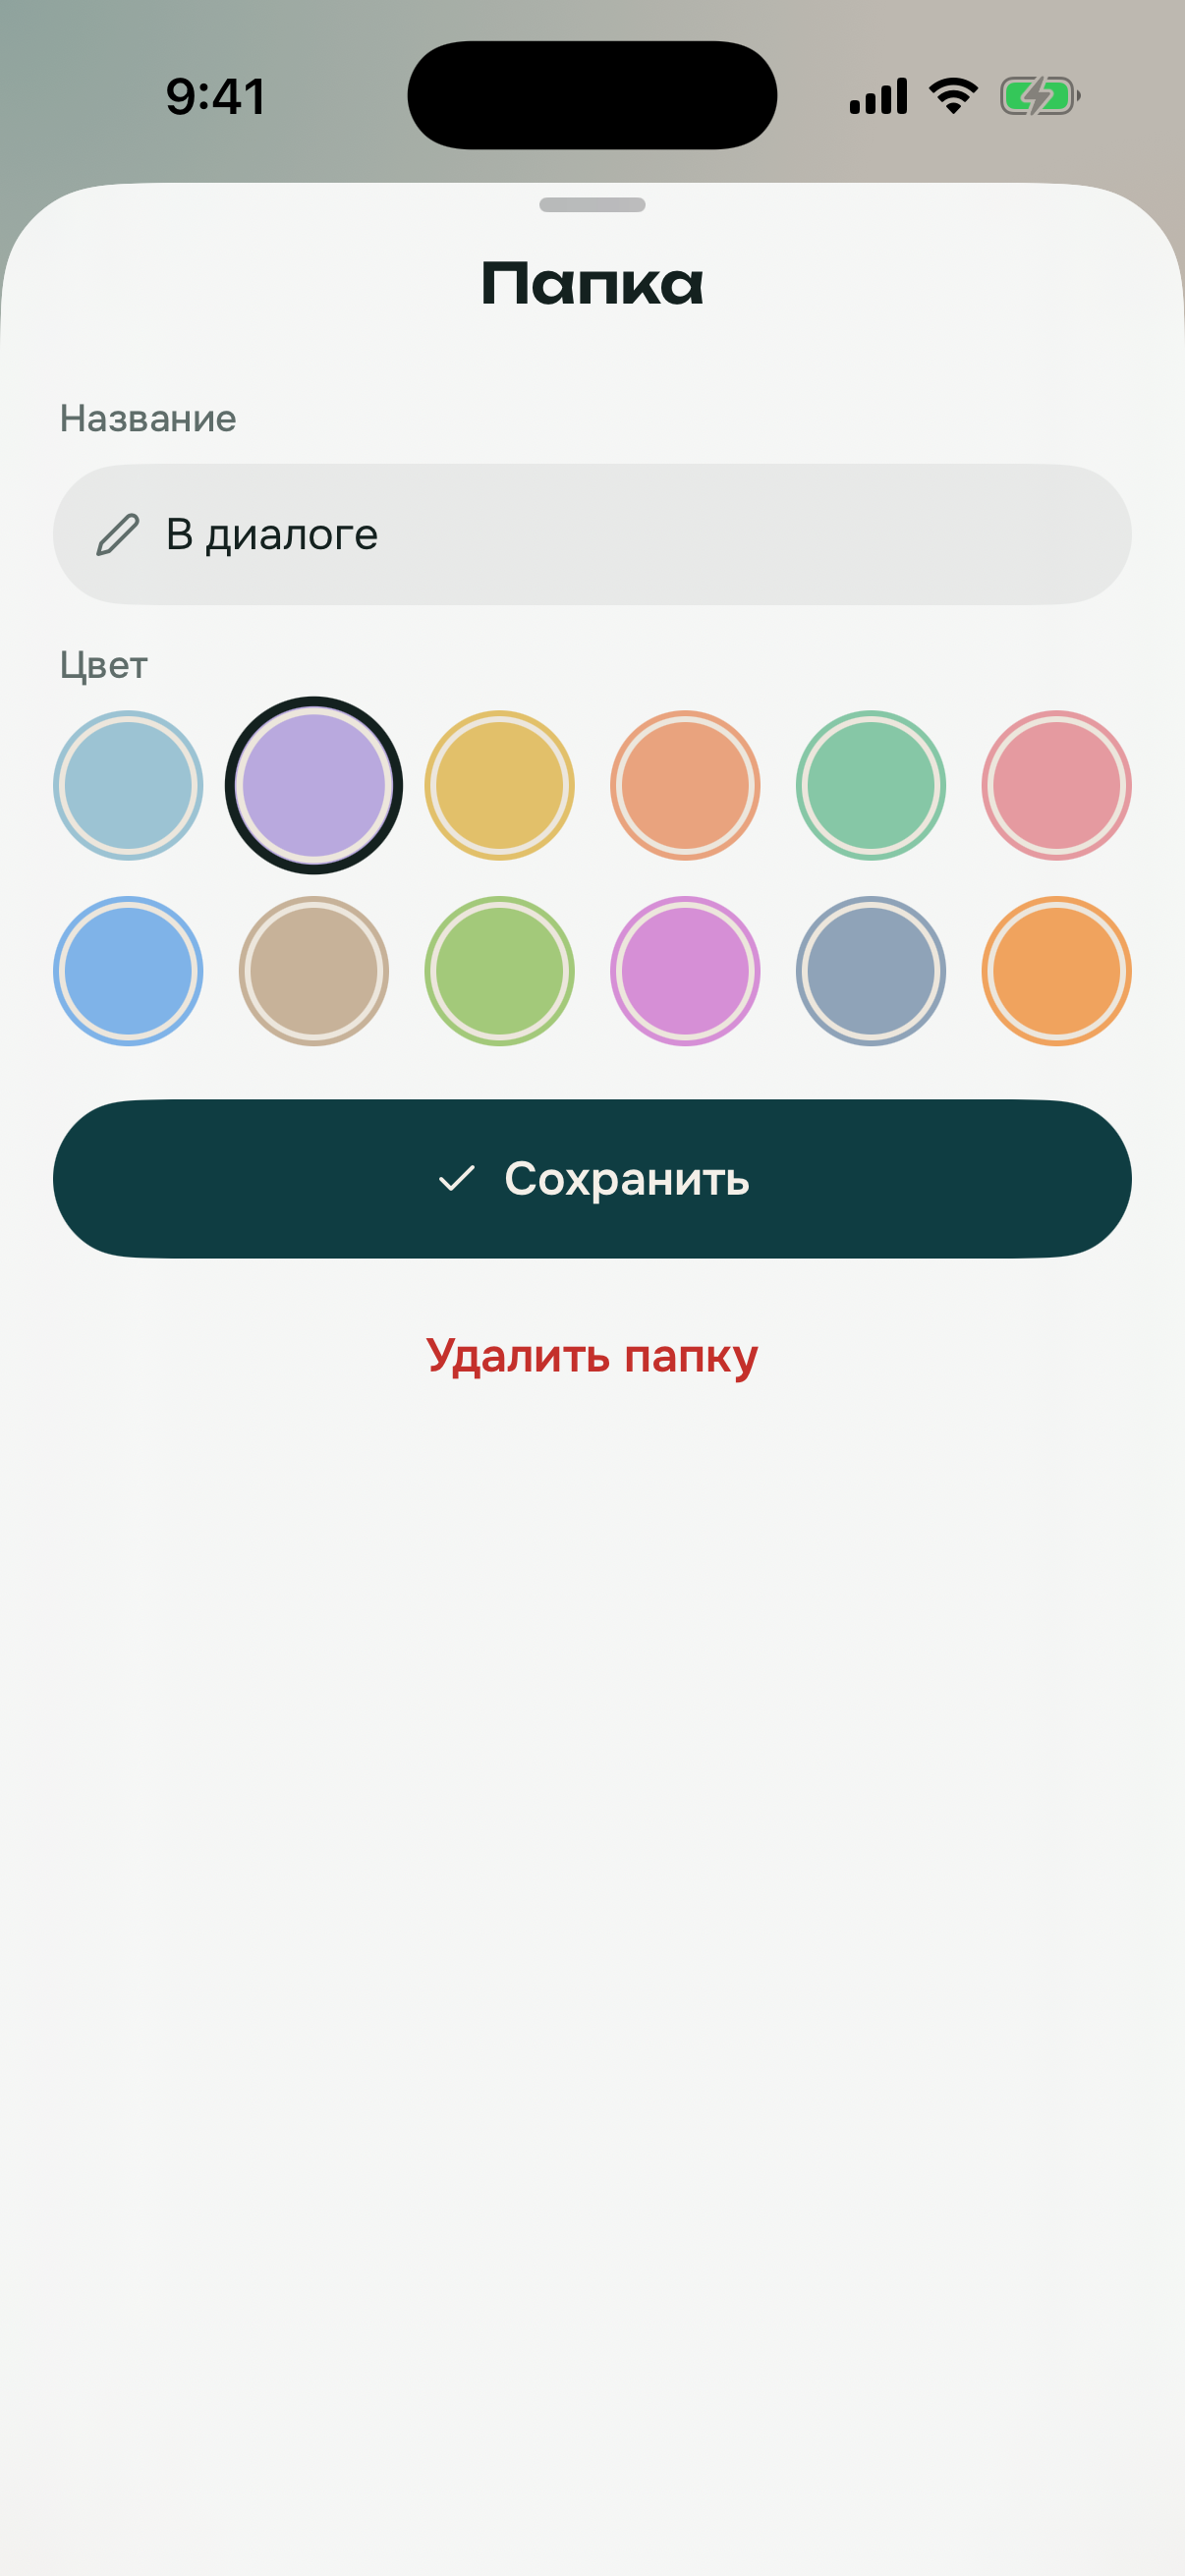 9:41
Папка
Название
В диалоге
Цвет
Сохранить
Удалить папку